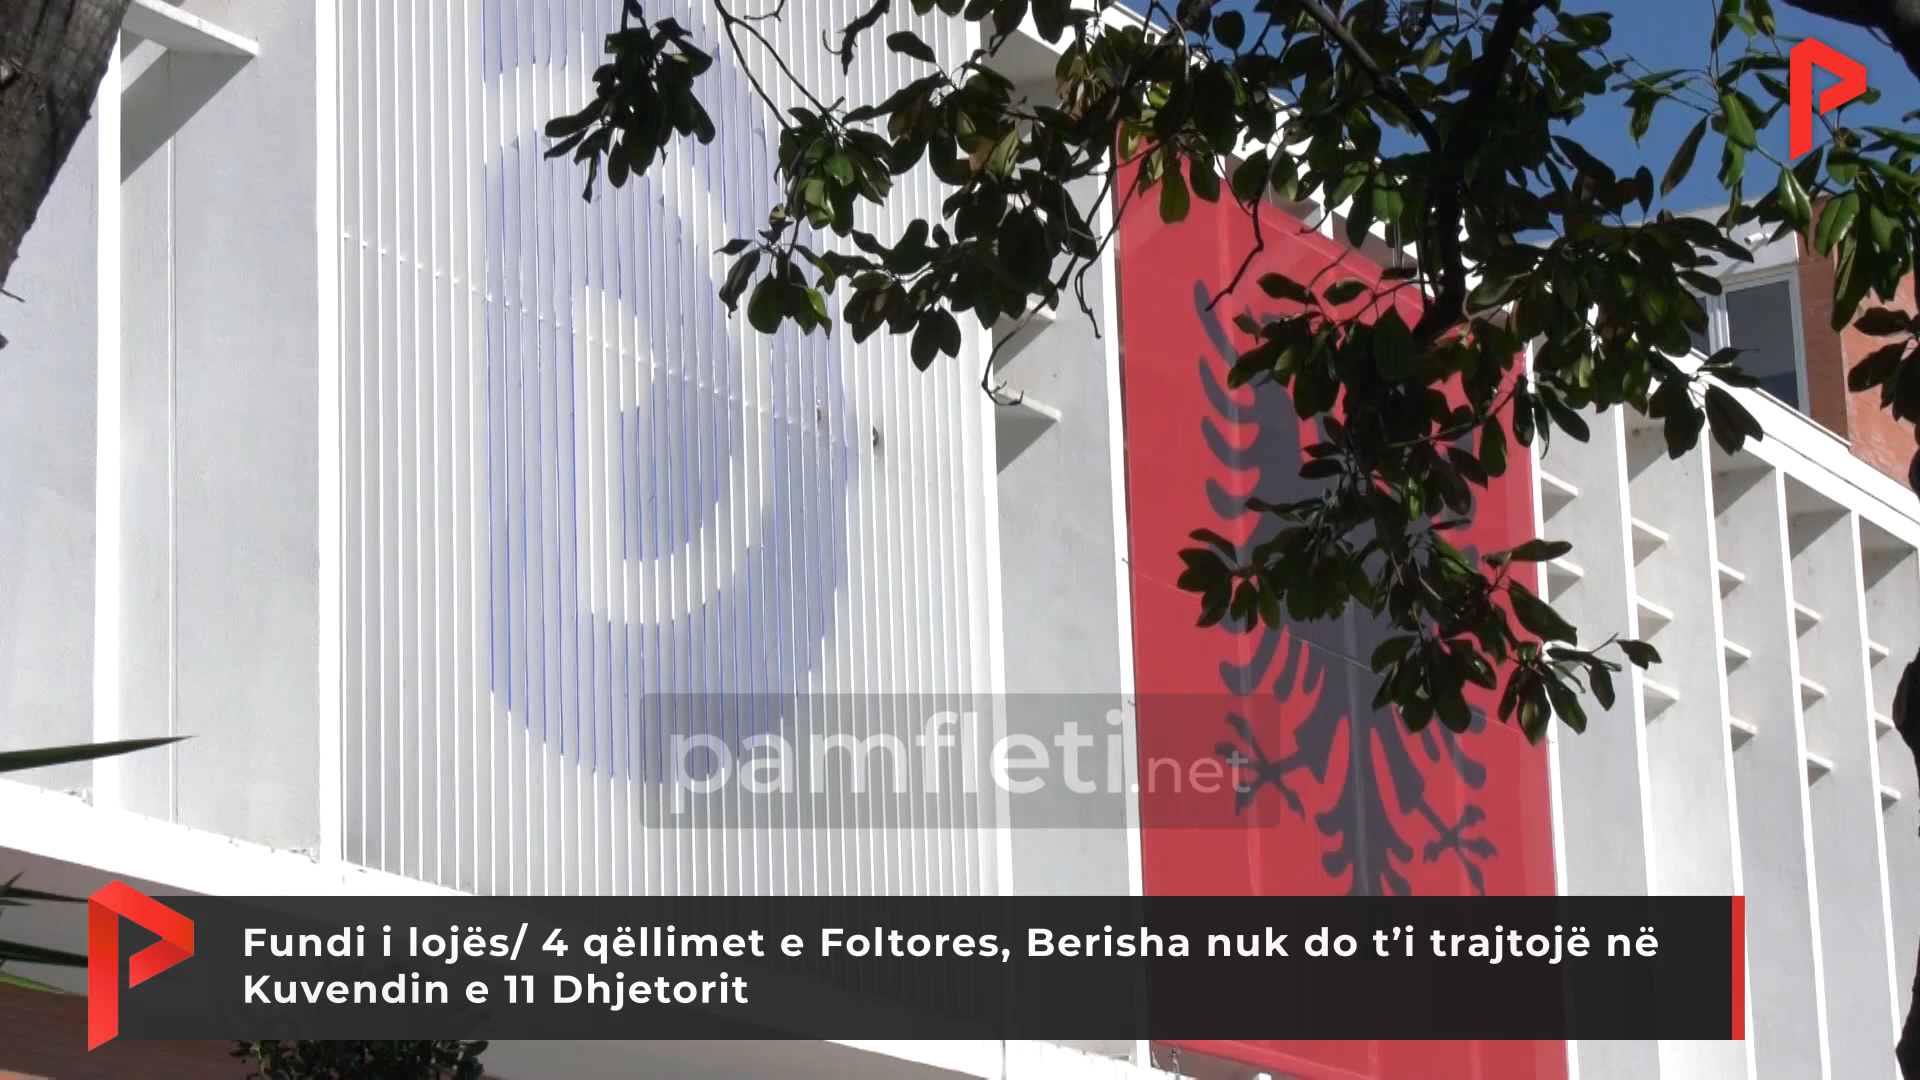 pamfleti.net
Fundi i lojës/ 4 qëllimet e Foltores, Berisha nuk do t’i trajtojë në
Kuvendin e 11 Dhjetorit